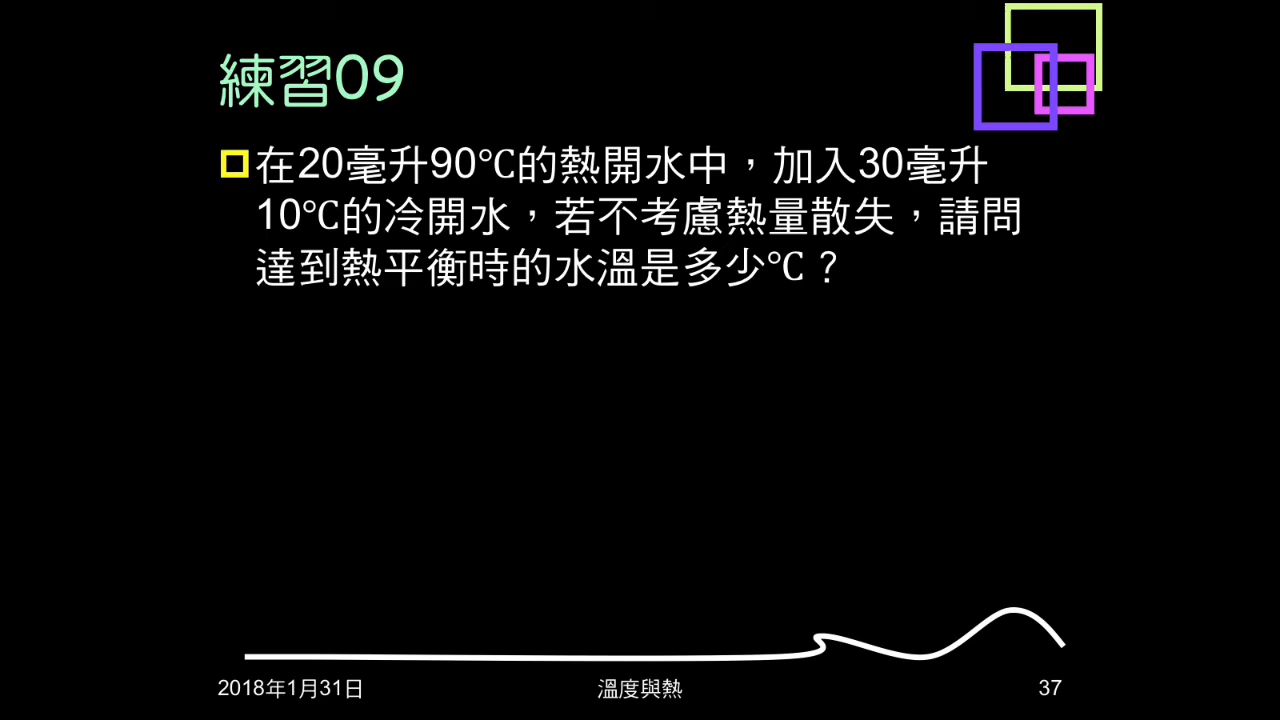 練習09
在20毫升90℃的熱開水中，加入30毫升
10℃的冷開水，若不考慮熱量散失，請問
達到熱平衡時的水溫是多少℃？
2018年1月31日
溫度與熱
37